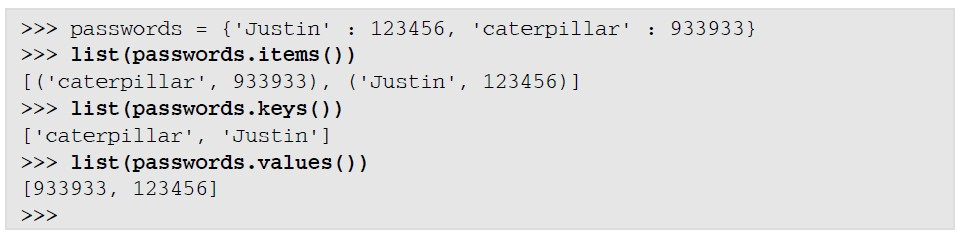 >>> passwords = {'Justin' : 123456, 'caterpillar' : 933933}
>>> list(passwords.items())
[('caterpillar', 933933), ('Justin', 123456)]
>>> list(passwords.keys())
['caterpillar', 'Justin']
>>> list(passwords.values())
[933933, 123456]
>>>